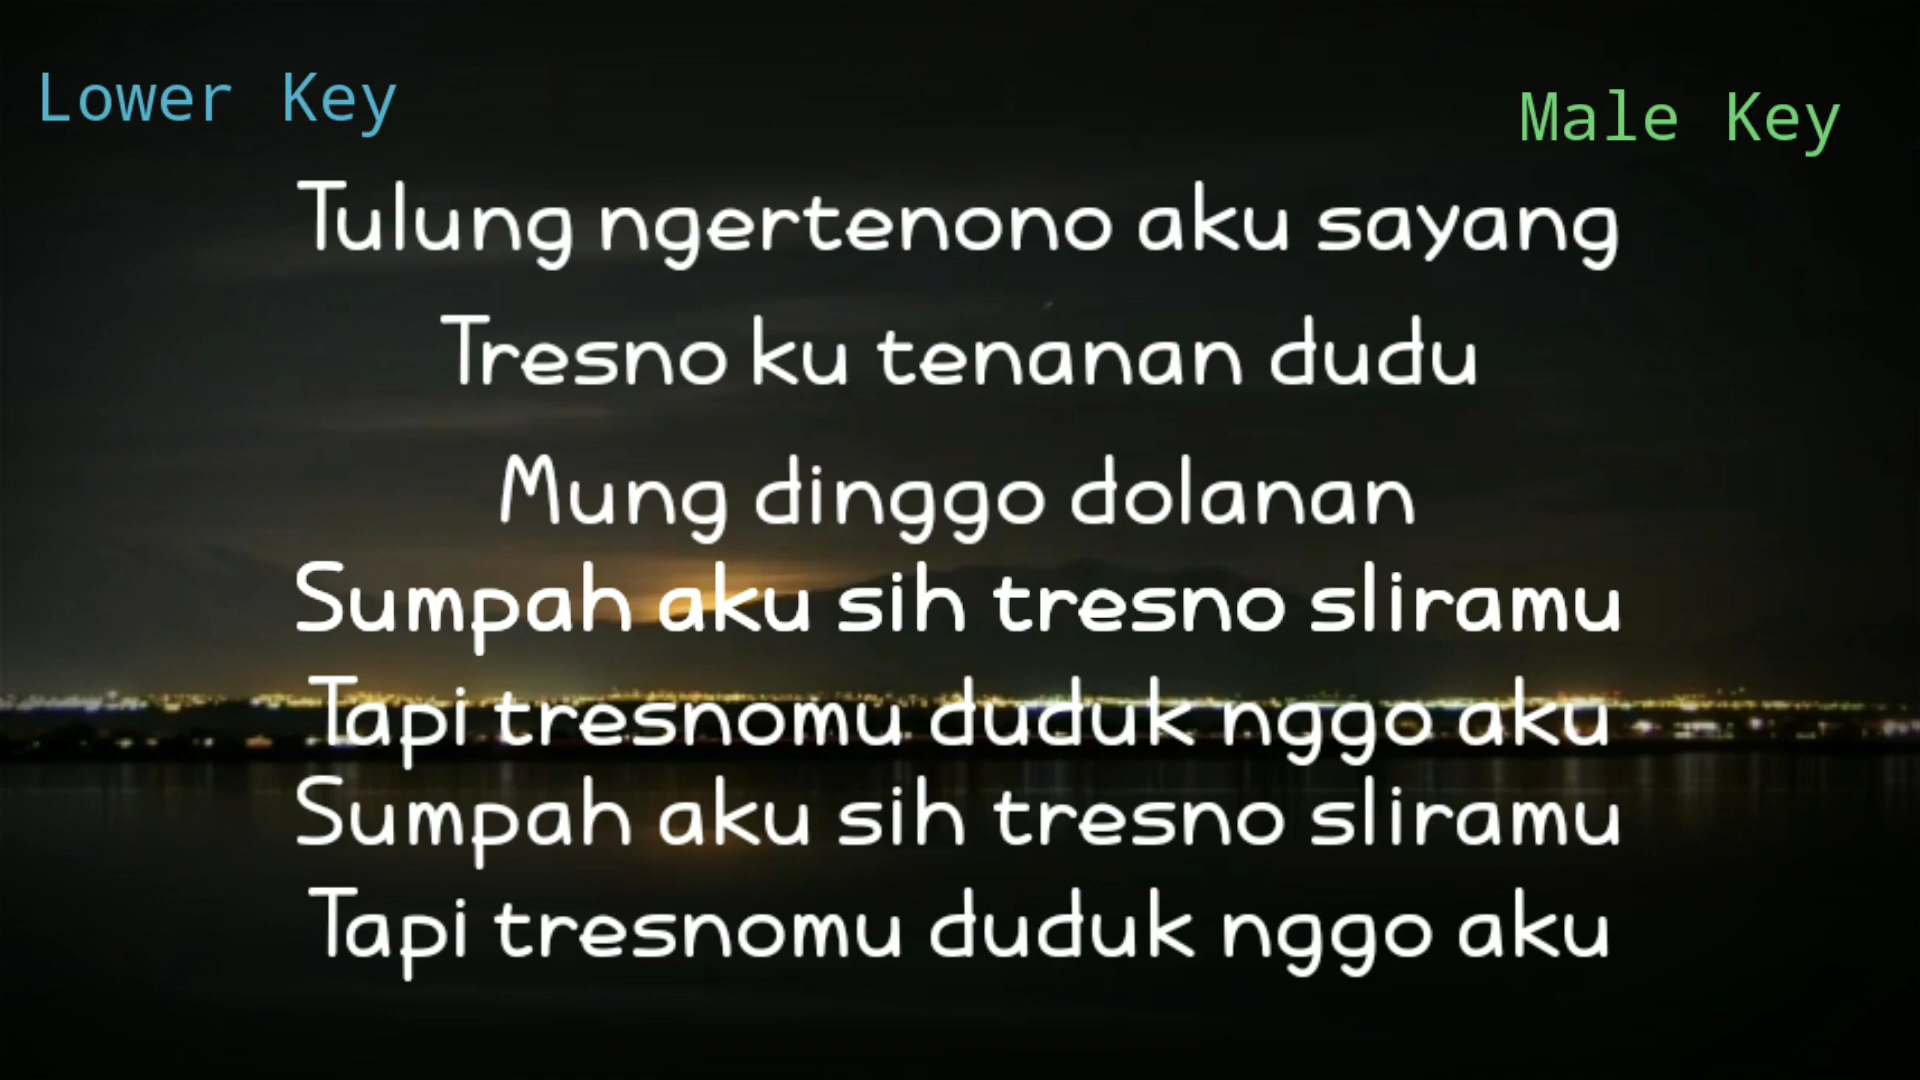 Lower Key
Male Key
Tulung ngertenono aku sayang
Tresno ku tenanan dudu
Mung dinggo dolanan
Sumpah aku sih tresno sliramu
Tapi tresnomu duduk nggo aku
Sumpah aku sih tresno sliramu
Tapi tresnomu duduk nggo aku